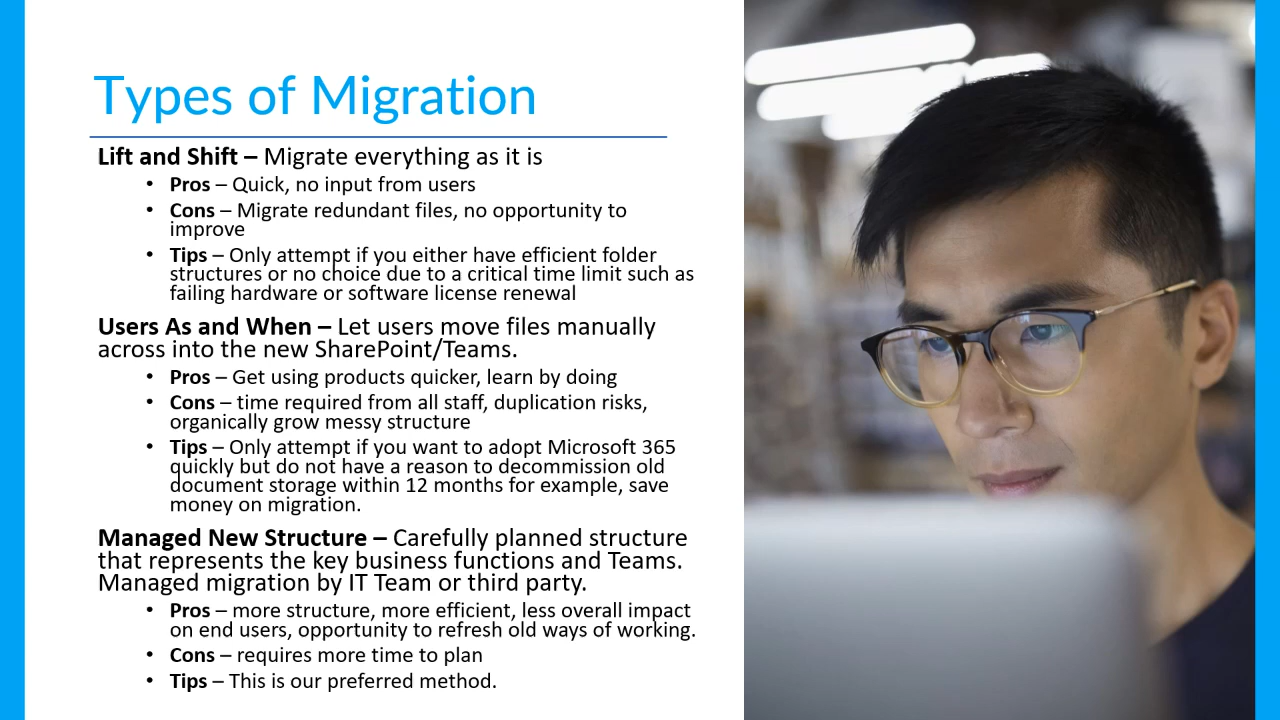 Types of Migration
Lift and Shift – Migrate everything as it is
• Pros – Quick, no input from users
• Cons – Migrate redundant files, no opportunity to
improve
• Tips – Only attempt if you either have efficient folder
structures or no choice due to a critical time limit such as
failing hardware or software license renewal
Users As and When – Let users move files manually
across into the new SharePoint/Teams.
• Pros – Get using products quicker, learn by doing
• Cons – time required from all staff, duplication risks,
organically grow messy structure
• Tips – Only attempt if you want to adopt Microsoft 365
quickly but do not have a reason to decommission old
document storage within 12 months for example, save
money on migration.
Managed New Structure – Carefully planned structure
that represents the key business functions and Teams.
Managed migration by IT Team or third party.
• Pros – more structure, more efficient, less overall impact
on end users, opportunity to refresh old ways of working.
• Cons – requires more time to plan
• Tips – This is our preferred method.